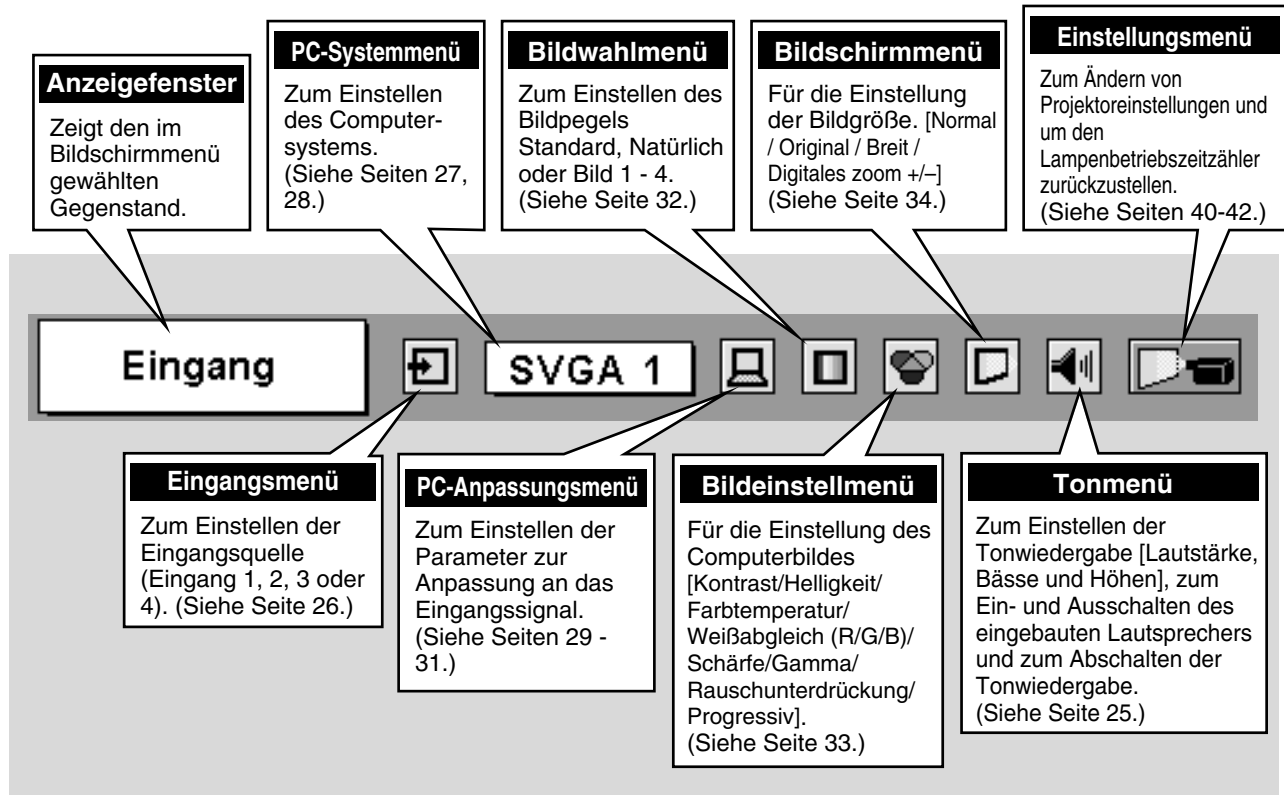 Anzeigefenster
Zeigt den im
Bildschirmmenü
gewählten
Gegenstand.
PC-Systemmenü
Zum Einstellen
des Computer-
systems.
(Siehe Seiten 27,
28.)
Bildwahlmenü
Zum Einstellen des
Bildpegels
Standard, Natürlich
oder Bild 1 - 4.
(Siehe Seite 32.)
Bildschirmmenü
Für die Einstellung
der Bildgröße. [Normal
/ Original / Breit /
Digitales zoom +/–]
(Siehe Seite 34.)
Einstellungsmenü
Zum Ändern von
Projektoreinstellungen und
um den
Lampenbetriebszeitzähler
zurückzustellen.
(Siehe Seiten 40-42.)
Eingang
SVGA 1
Eingangsmenü
Zum Einstellen der
Eingangsquelle
(Eingang 1, 2, 3 oder
4). (Siehe Seite 26.)
PC-Anpassungsmenü
Zum Einstellen der
Parameter zur
Anpassung an das
Eingangssignal.
(Siehe Seiten 29 -
31.)
Bildeinstellmenü
Für die Einstellung des
Computerbildes
[Kontrast/Helligkeit/
Farbtemperatur/
Weißabgleich (R/G/B)/
Schärfe/Gamma/
Rauschunterdrückung/
Progressiv].
(Siehe Seite 33.)
Tonmenü
Zum Einstellen der
Tonwiedergabe [Lautstärke,
Bässe und Höhen], zum
Ein- und Ausschalten des
eingebauten Lautsprechers
und zum Abschalten der
Tonwiedergabe.
(Siehe Seite 25.)